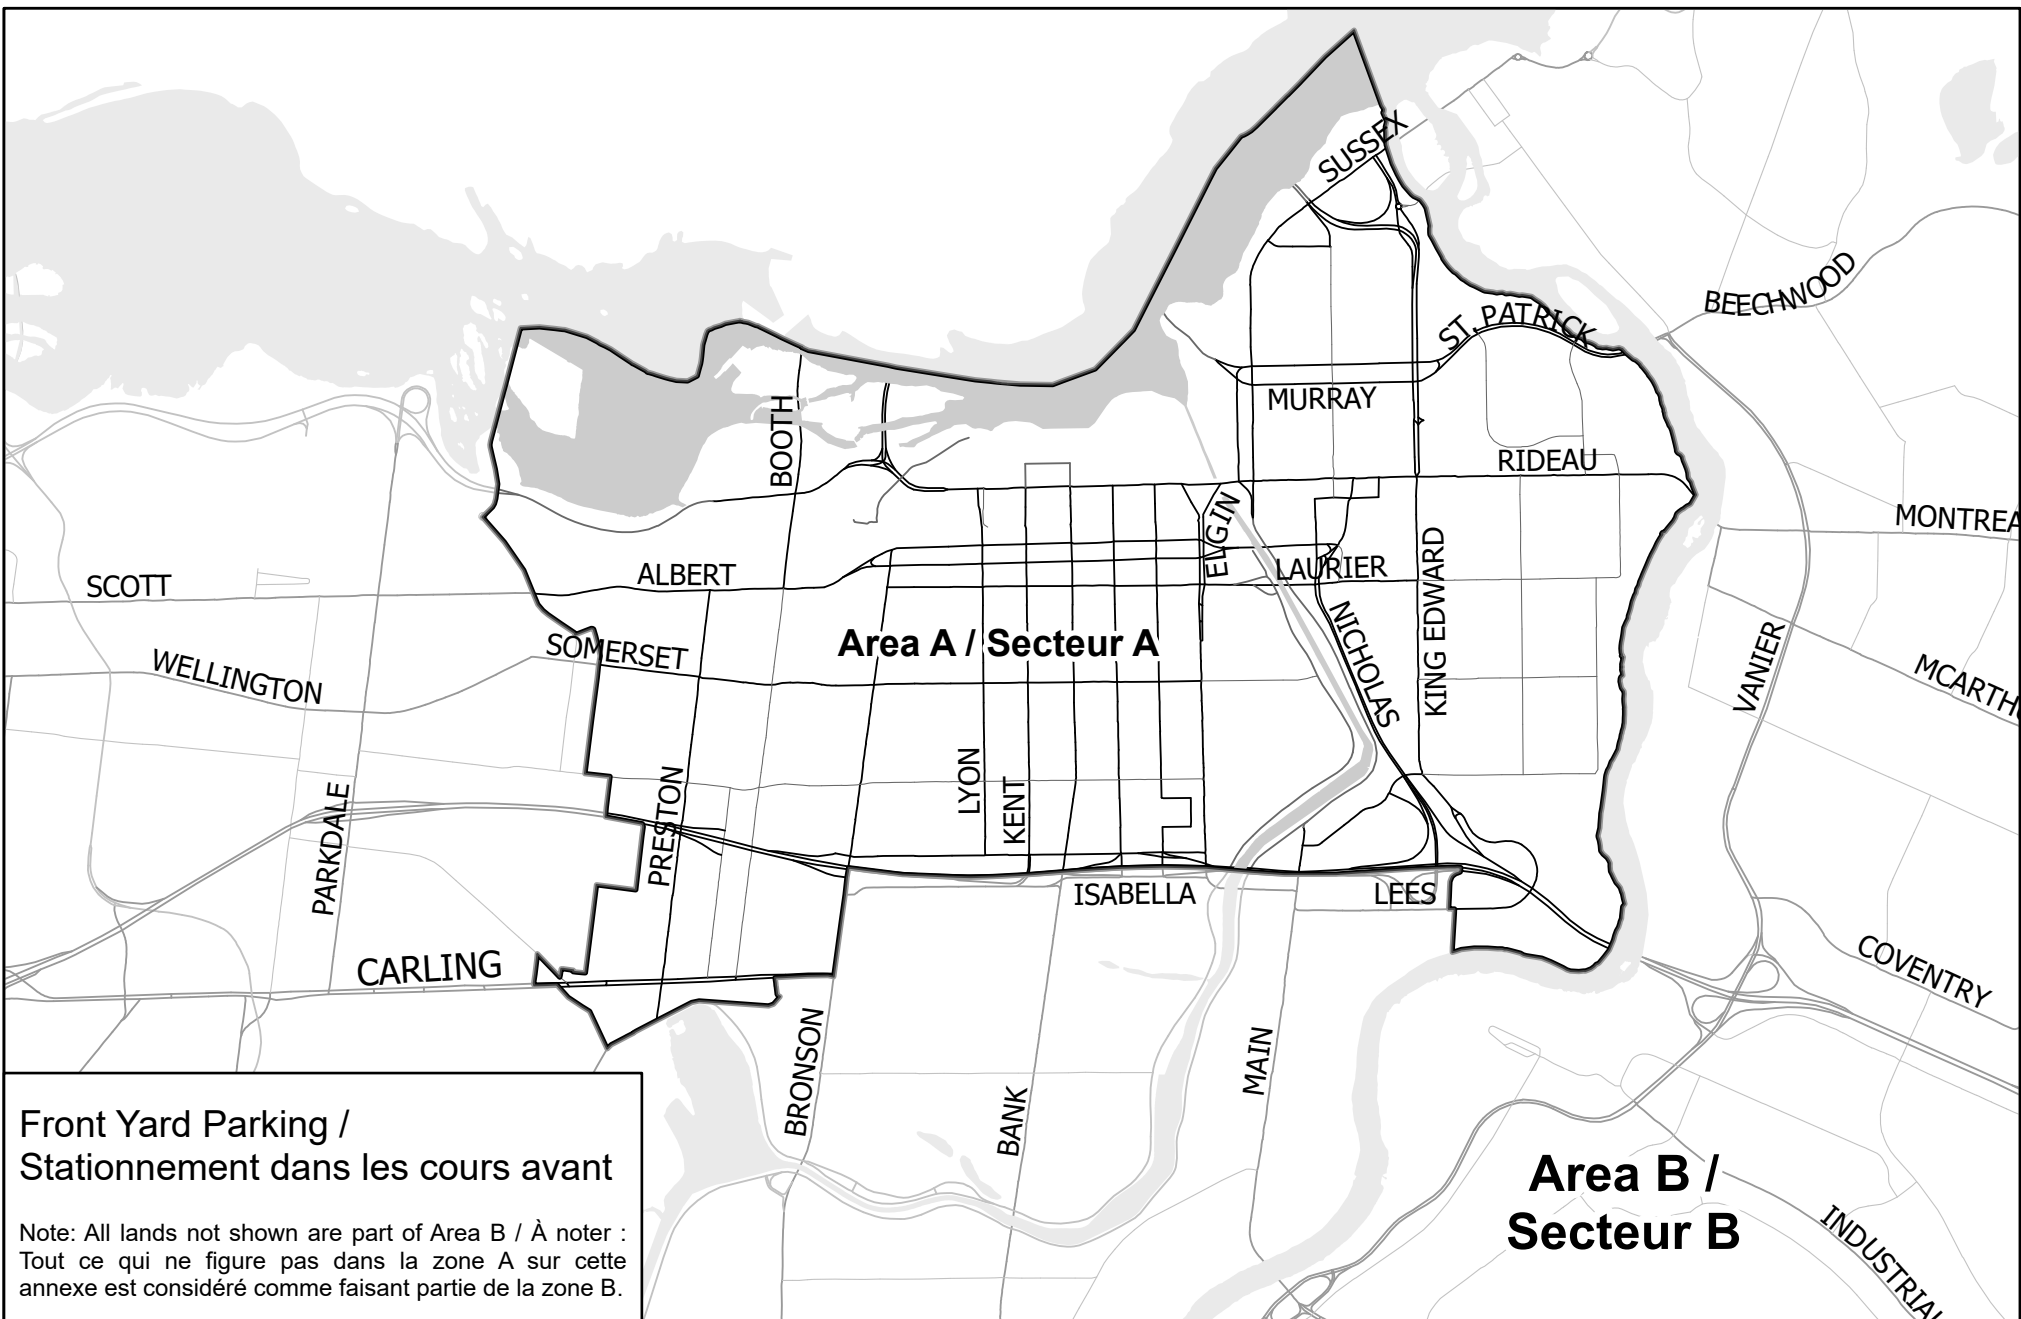 SUSSEX
BEECHWOOD
ST. PATRICK
MURRAY
BOOTH
RIDEAU
ELGIN
MONTREA
SCOTT
ALBERT
LAURIER
KING EDWARD
NICHOLAS
Area A / Secteur A
SOMERSET
WELLINGTON
VANIER
MCARTHU
LYON
KENT
PRESTON
PARKDALE
ISABELLA
LEES
CARLING
COVENTRY
BRONSON
BANK
MAIN
Area B /
Secteur B
INDUSTRIAL
Front Yard Parking /
Stationnement dans les cours avant
Note: All lands not shown are part of Area B / À noter :
Tout ce qui ne figure pas dans la zone A sur cette
annexe est considéré comme faisant partie de la zone B.